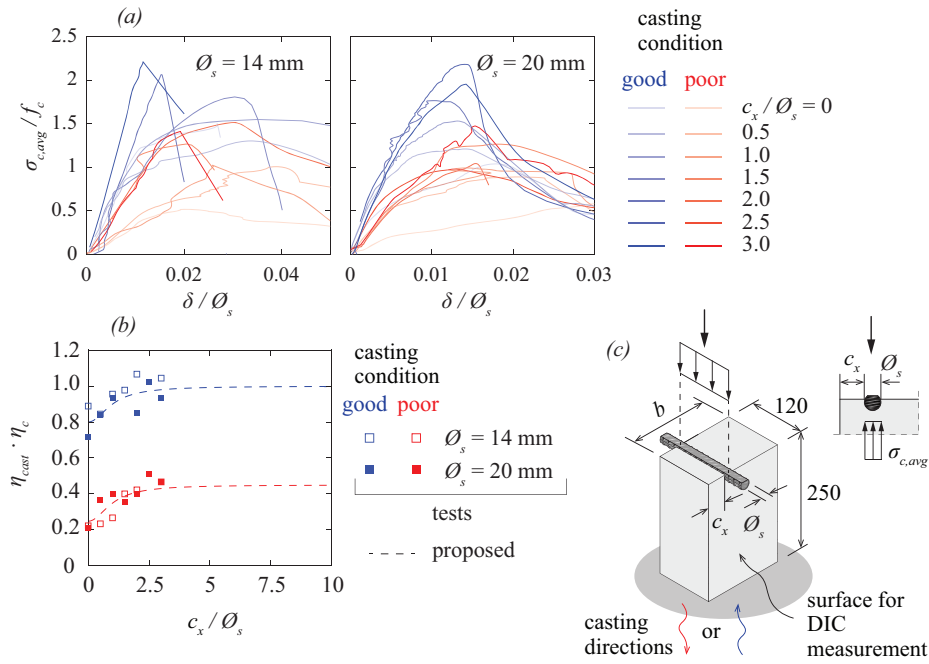 (a)
casting
condition
good poor
2.5
2
1.5
1
0.5
0
σc,avg / fc
Øs = 14 mm
0 0.02 0.04
δ / Øs
Øs = 20 mm
0 0.01 0.02 0.03
δ / Øs
cx / Øs = 0
0.5
1.0
1.5
2.0
2.5
3.0
(b)
1.2
1.0
0.8
0.6
0.4
0.2
0
ηcast · ηc
0 2.5 5 7.5 10
cx / Øs
casting
condition
good poor
Øs = 14 mm
Øs = 20 mm
tests
proposed
(c)
b
120
250
cx Øs
cx Øs
σc,avg
casting
directions
or
surface for
DIC
measurement